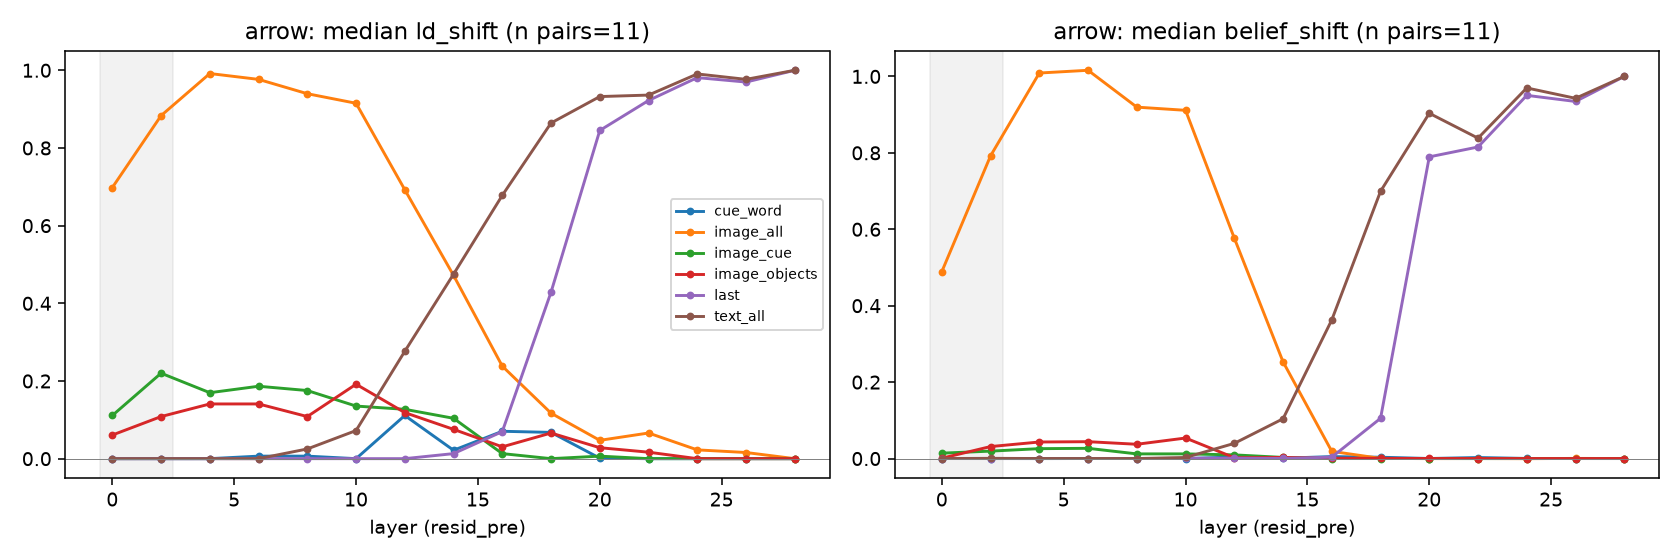 arrow: median ld_shift (n pairs=11)
1.0
0.8
0.6
0.4
0.2
0.0
cue_word
image_all
image_cue
image_objects
last
text_all
0 5 10 15 20 25
layer (resid_pre)
arrow: median belief_shift (n pairs=11)
1.0
0.8
0.6
0.4
0.2
0.0
0 5 10 15 20 25
layer (resid_pre)